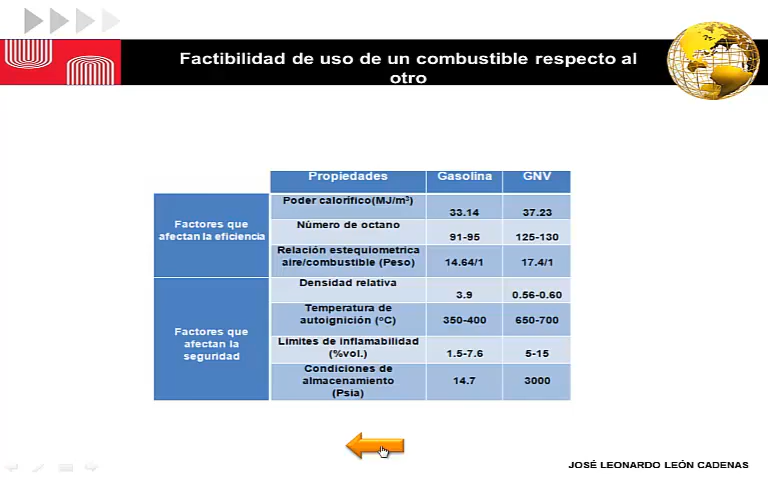 Factibilidad de uso de un combustible respecto al
otro
Propiedades Gasolina GNV
Factores que
afectan la eficiencia
Poder calorífico(MJ/m³) 33.14 37.23
Número de octano 91-95 125-130
Relación estequiometrica
aire/combustible (Peso) 14.64/1 17.4/1
Factores que
afectan la
seguridad
Densidad relativa 3.9 0.56-0.60
Temperatura de
autoignición (ºC) 350-400 650-700
Límites de inflamabilidad
(%vol.) 1.5-7.6 5-15
Condiciones de
almacenamiento
(Psia) 14.7 3000
JOSÉ LEONARDO LEÓN CADENAS